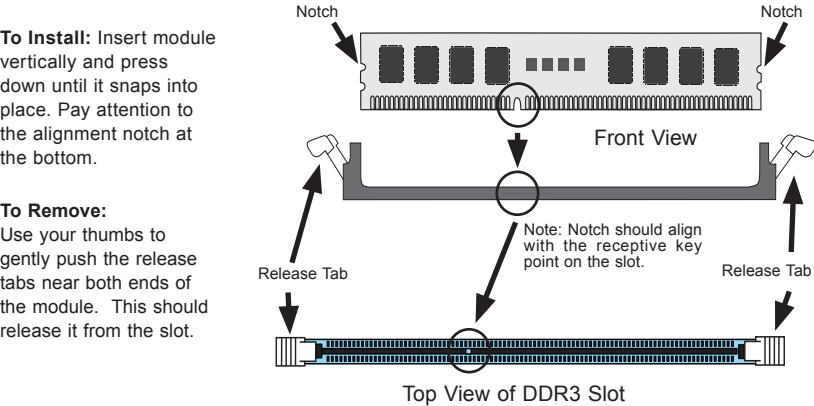 To Install: Insert module
vertically and press
down until it snaps into
place. Pay attention to
the alignment notch at
the bottom.
To Remove:
Use your thumbs to
gently push the release
tabs near both ends of
the module. This should
release it from the slot.
Notch
Notch
Front View
Note: Notch should align
with the receptive key
point on the slot.
Release Tab
Release Tab
Top View of DDR3 Slot